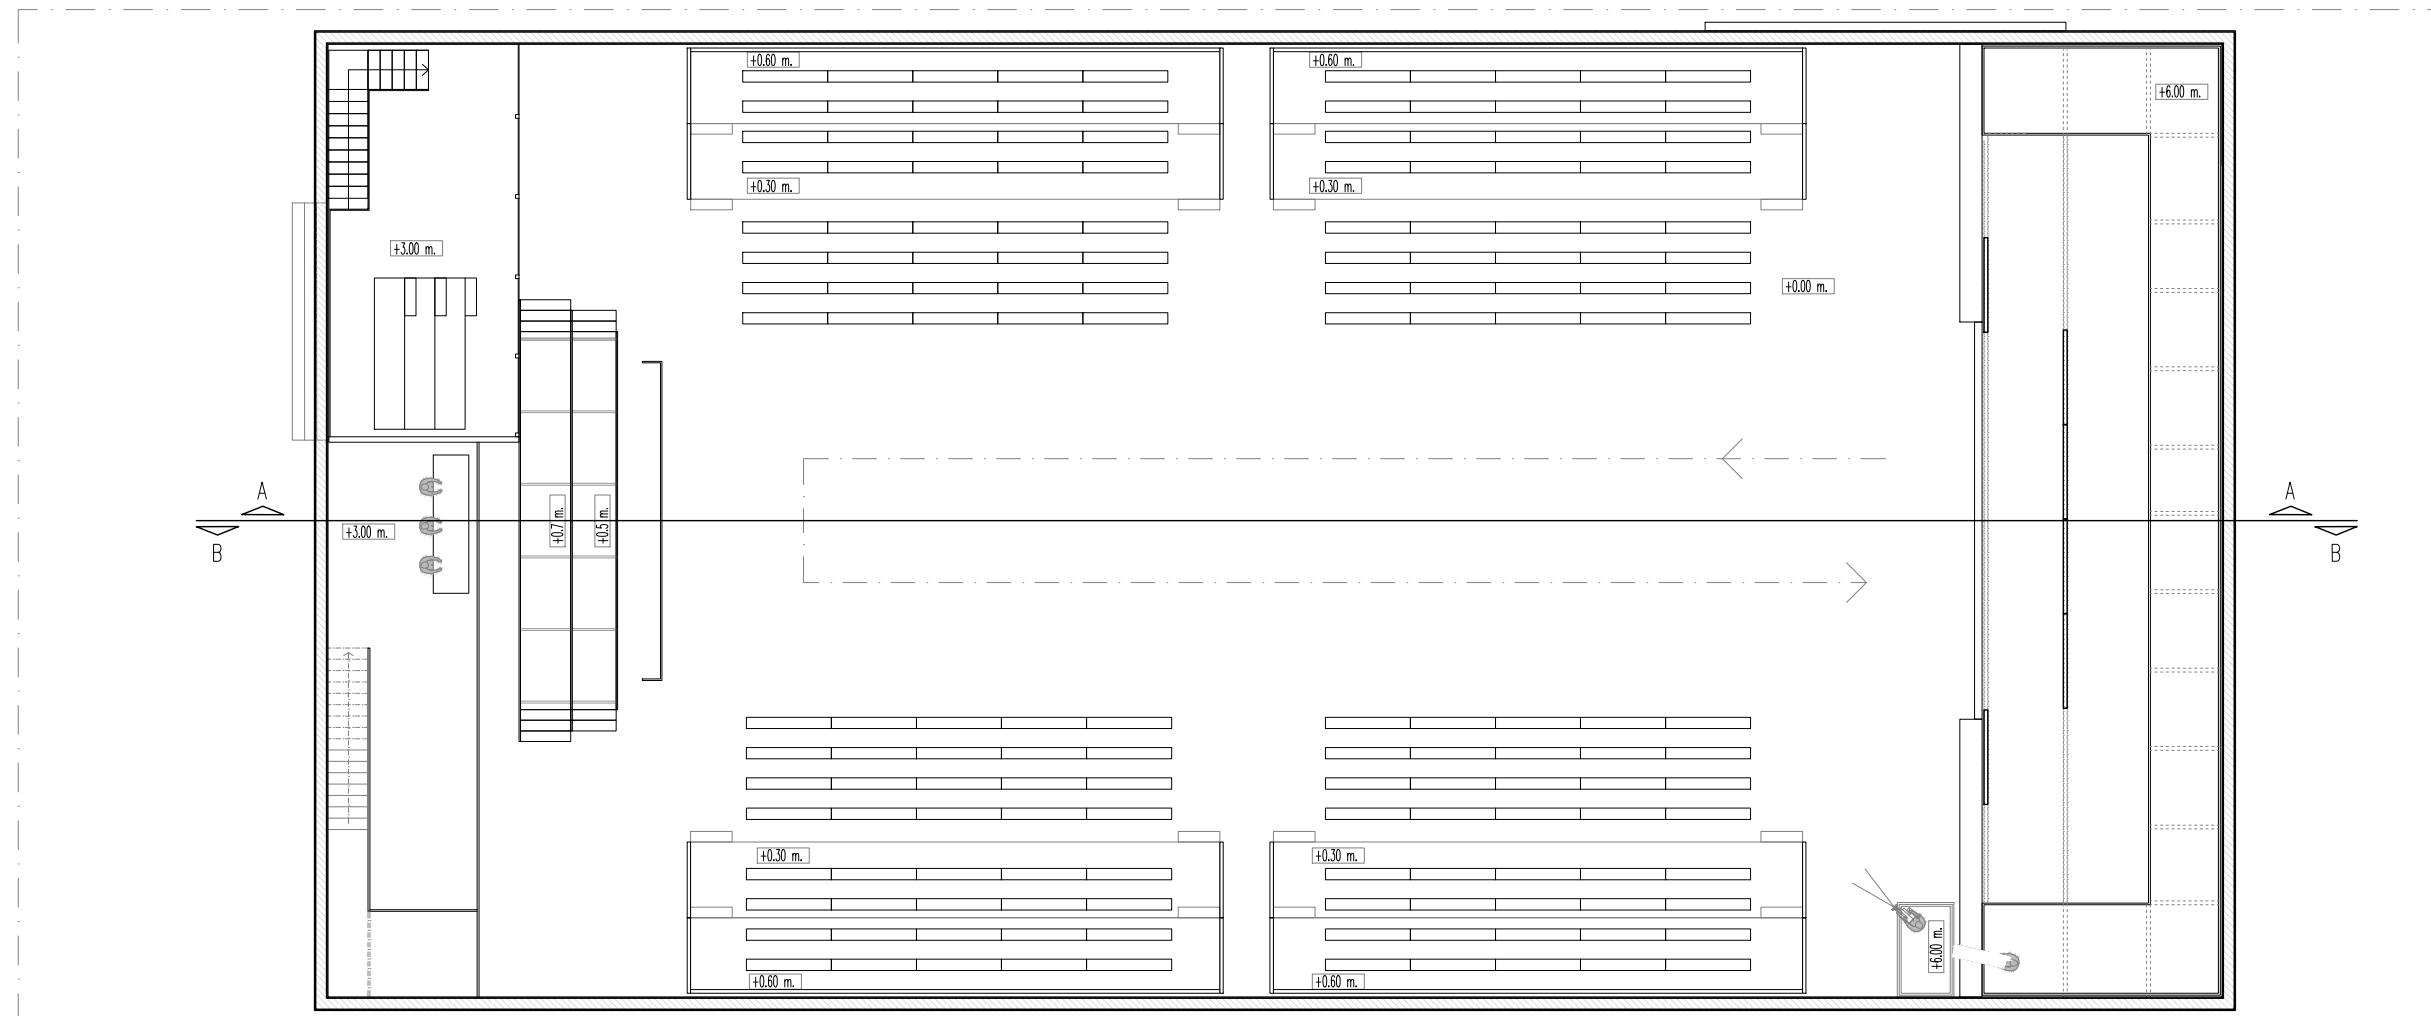 +0.60 m.
+0.60 m.
+6.00 m.
+0.30 m.
+0.30 m.
+3.00 m.
+0.00 m.
A
A
+0.7 m.
+0.5 m.
+3.00 m.
B
B
+0.30 m.
+0.30 m.
+6.00 m.
+0.60 m.
+0.60 m.